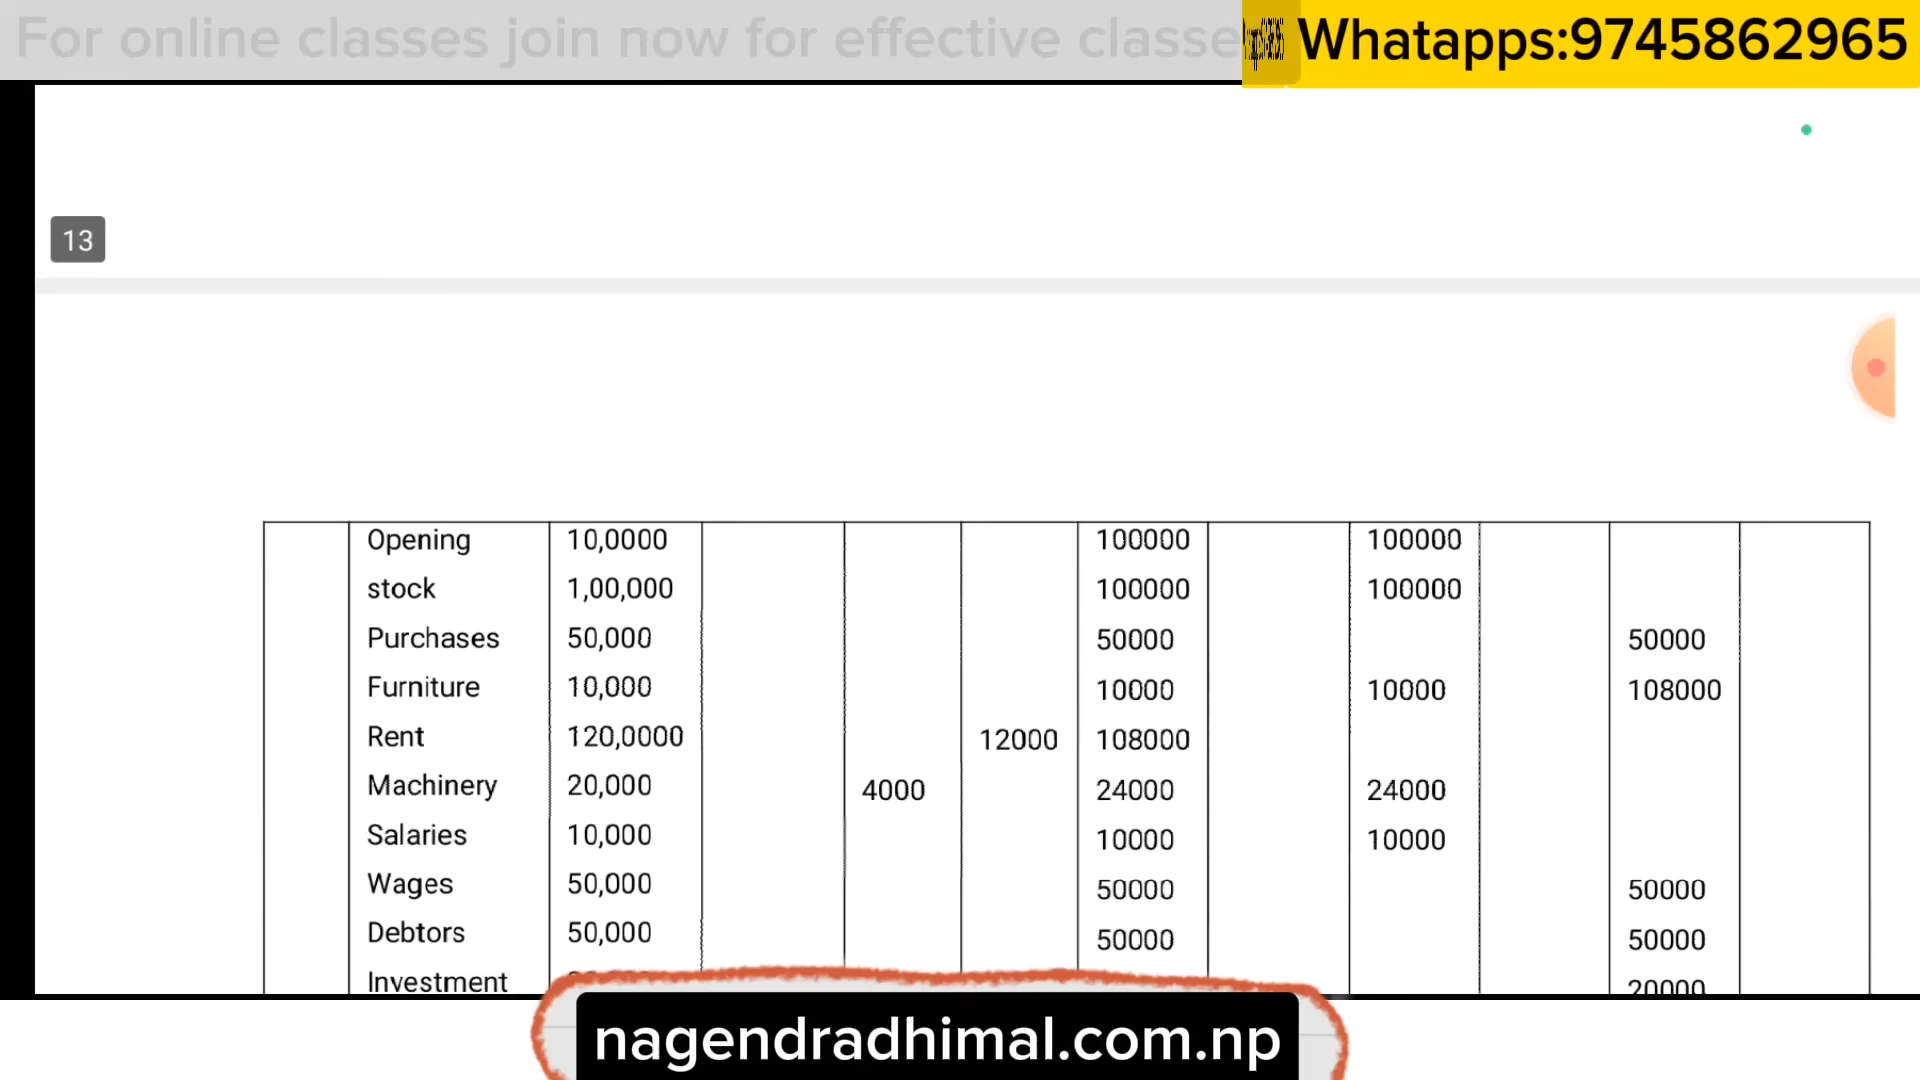 For online classes join now for effective classe
Whatapps:9745862965
13
Opening 10,0000 100000 100000
stock 1,00,000 100000 100000
Purchases 50,000 50000 50000
Furniture 10,000 10000 10000 108000
Rent 120,0000 12000 108000
Machinery 20,000 4000 24000 24000
Salaries 10,000 10000 10000
Wages 50,000 50000 50000
Debtors 50,000 50000 50000
Investment 20000
nagendradhimal.com.np